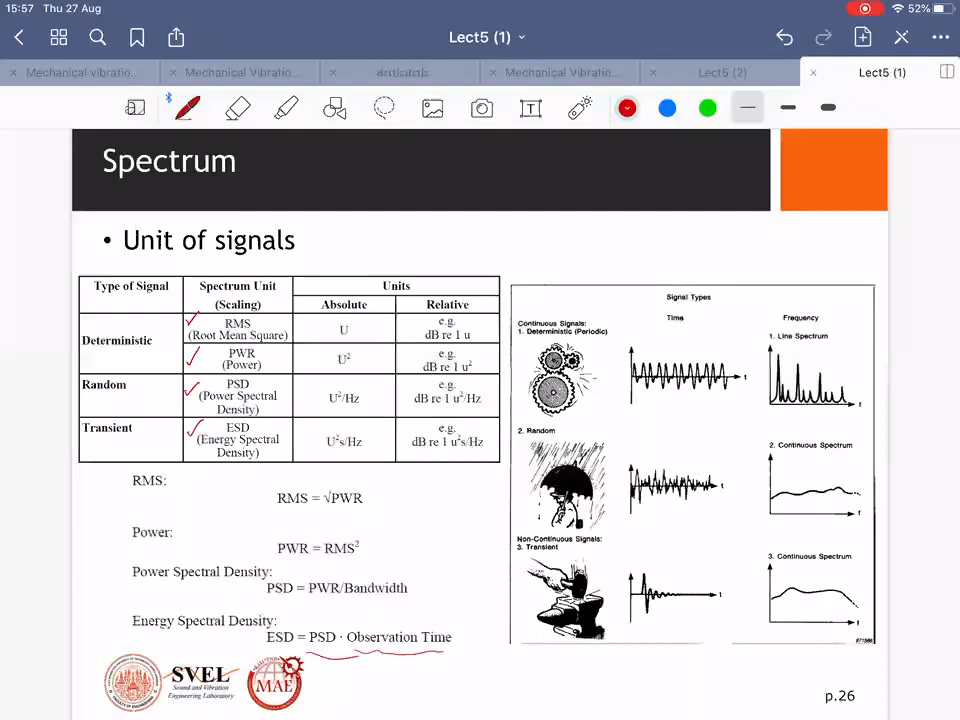 15:57 Thu 27 Aug
52%
Lect5 (1)
Mechanical vibratio...
Mechanical Vibratio...
Mechanical Vibratio...
Lect5 (2)
Lect5 (1)
Spectrum
• Unit of signals
Type of Signal
Spectrum Unit
(Scaling)
Units
Absolute
Relative
Deterministic
RMS
(Root Mean Square)
U
e.g.
dB re 1 u
PWR
(Power)
U²
e.g.
dB re 1 u²
Random
PSD
(Power Spectral
Density)
U²/Hz
e.g.
dB re 1 u²/Hz
Transient
ESD
(Energy Spectral
Density)
U²s/Hz
e.g.
dB re 1 u²s/Hz
RMS:
RMS = √PWR
Power:
PWR = RMS²
Power Spectral Density:
PSD = PWR/Bandwidth
Energy Spectral Density:
ESD = PSD · Observation Time
Signal Types
Time
Frequency
Continuous Signals:
1. Deterministic (Periodic)
t
1. Line Spectrum
f
2. Random
t
2. Continuous Spectrum
f
Non-Continuous Signals:
3. Transient
t
3. Continuous Spectrum
f
SVEL
Sound and Vibration
Engineering Laboratory
MAE
p.26